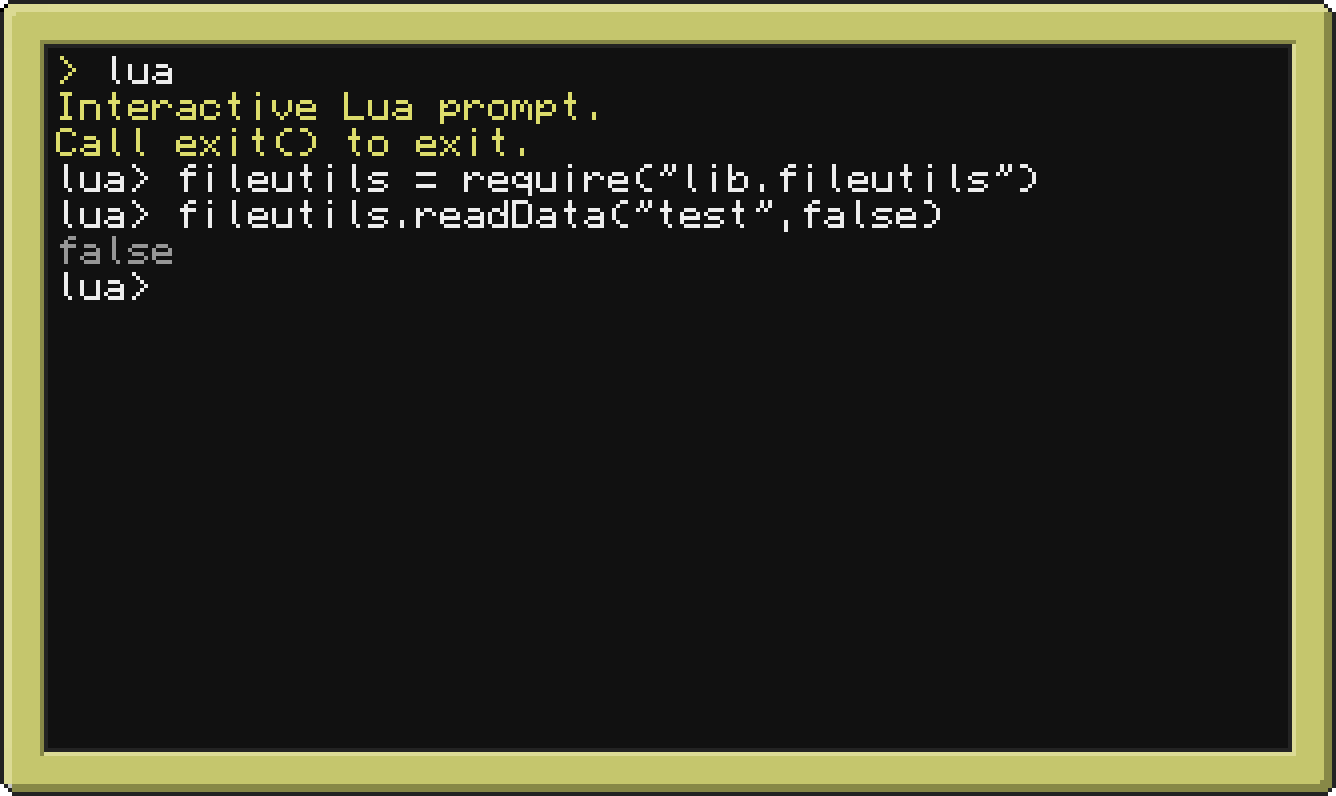 > lua
Interactive Lua prompt.
Call exit() to exit.
lua> fileutils = require("lib.fileutils")
lua> fileutils.readData("test",false)
false
lua>